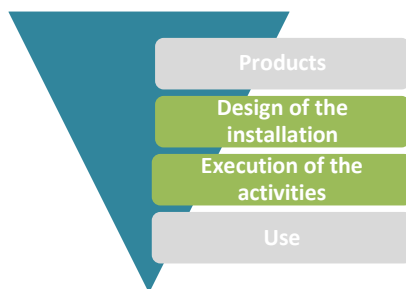 Products
Design of the
installation
Execution of the
activities
Use